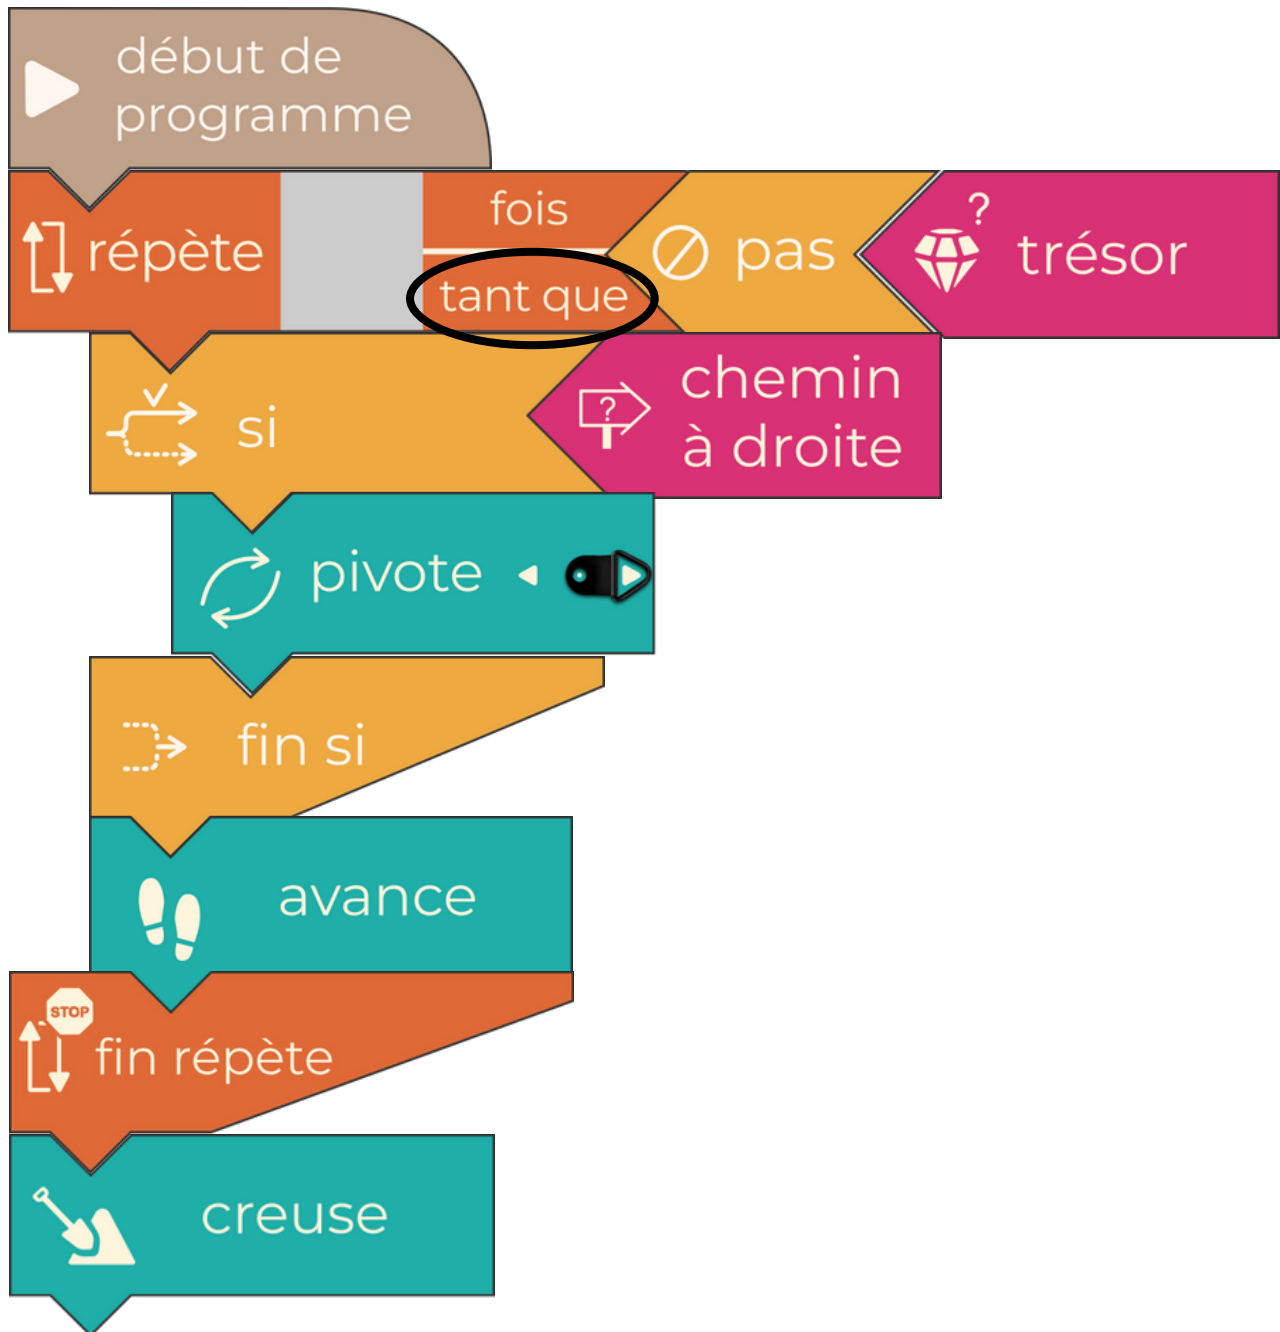 début de
programme
répète
fois
tant que
pas
?
trésor
si
?
chemin
à droite
pivote
fin si
avance
STOP
fin répète
creuse